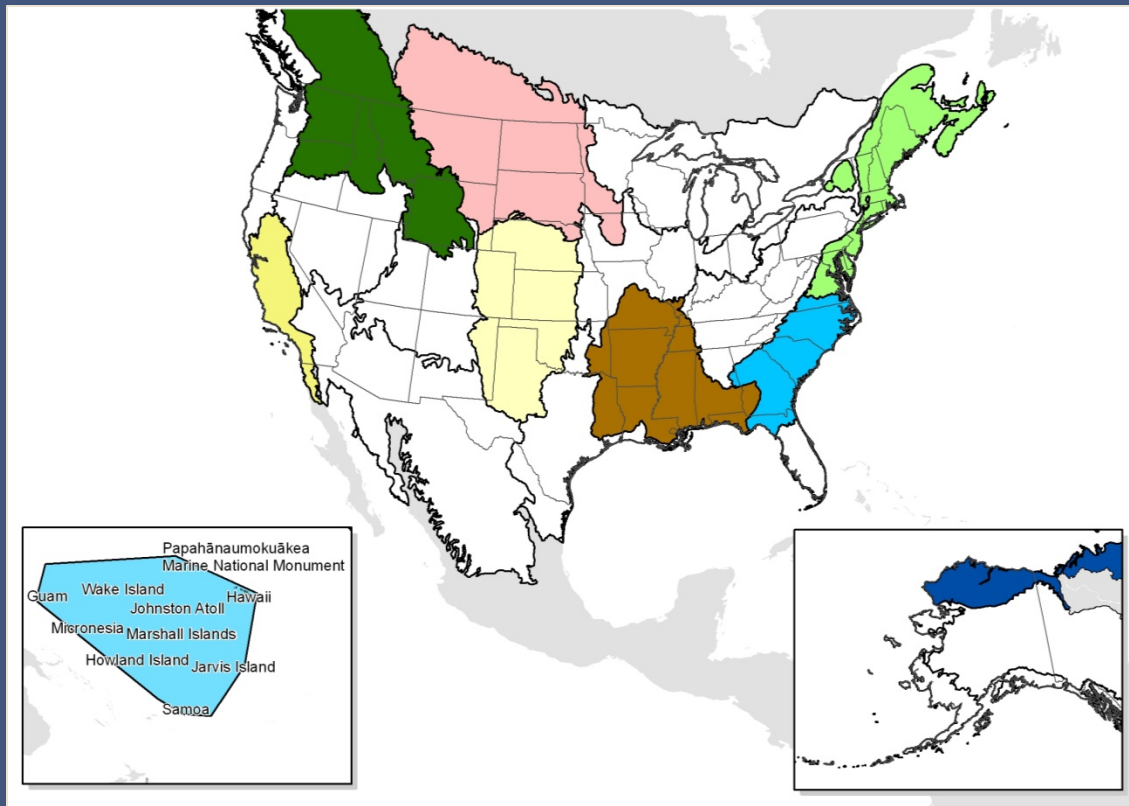 Papahānaumokuākea
Marine National Monument
Wake Island
Guam
Hawaii
Johnston Atoll
Micronesia
Marshall Islands
Howland Island
Jarvis Island
Samoa